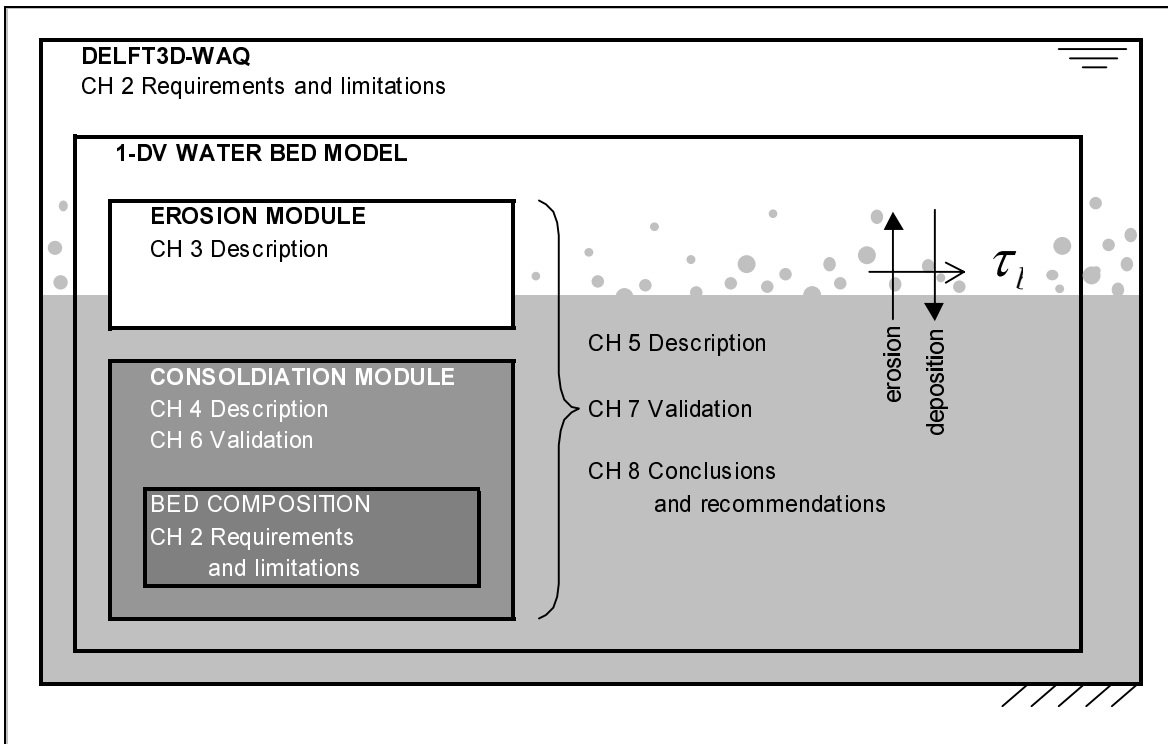 DELFT3D-WAQ
CH 2 Requirements and limitations
1-DV WATER BED MODEL
EROSION MODULE
CH 3 Description
CONSOLDIATION MODULE
CH 4 Description
CH 6 Validation
BED COMPOSITION
CH 2 Requirements
and limitations
CH 5 Description
CH 7 Validation
CH 8 Conclusions
and recommendations
erosion
deposition
τ